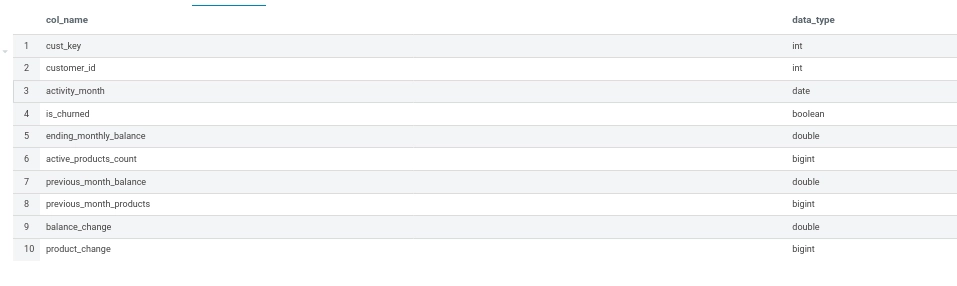 col_name data_type
1 cust_key int
2 customer_id int
3 activity_month date
4 is_churned boolean
5 ending_monthly_balance double
6 active_products_count bigint
7 previous_month_balance double
8 previous_month_products bigint
9 balance_change double
10 product_change bigint